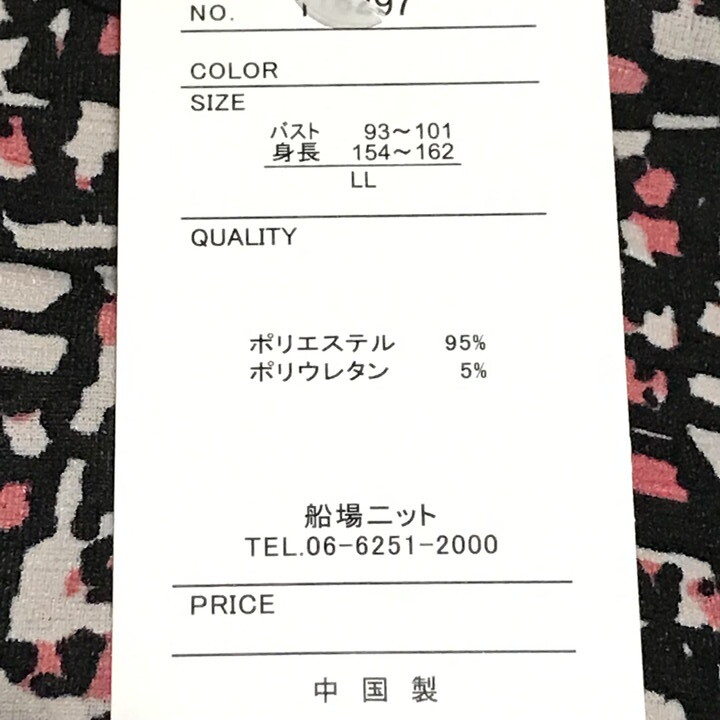 NO.
COLOR
SIZE
バスト 93～101
身長 154～162
LL
QUALITY
ポリエステル 95%
ポリウレタン 5%
船場ニット
TEL.06-6251-2000
PRICE
中国製